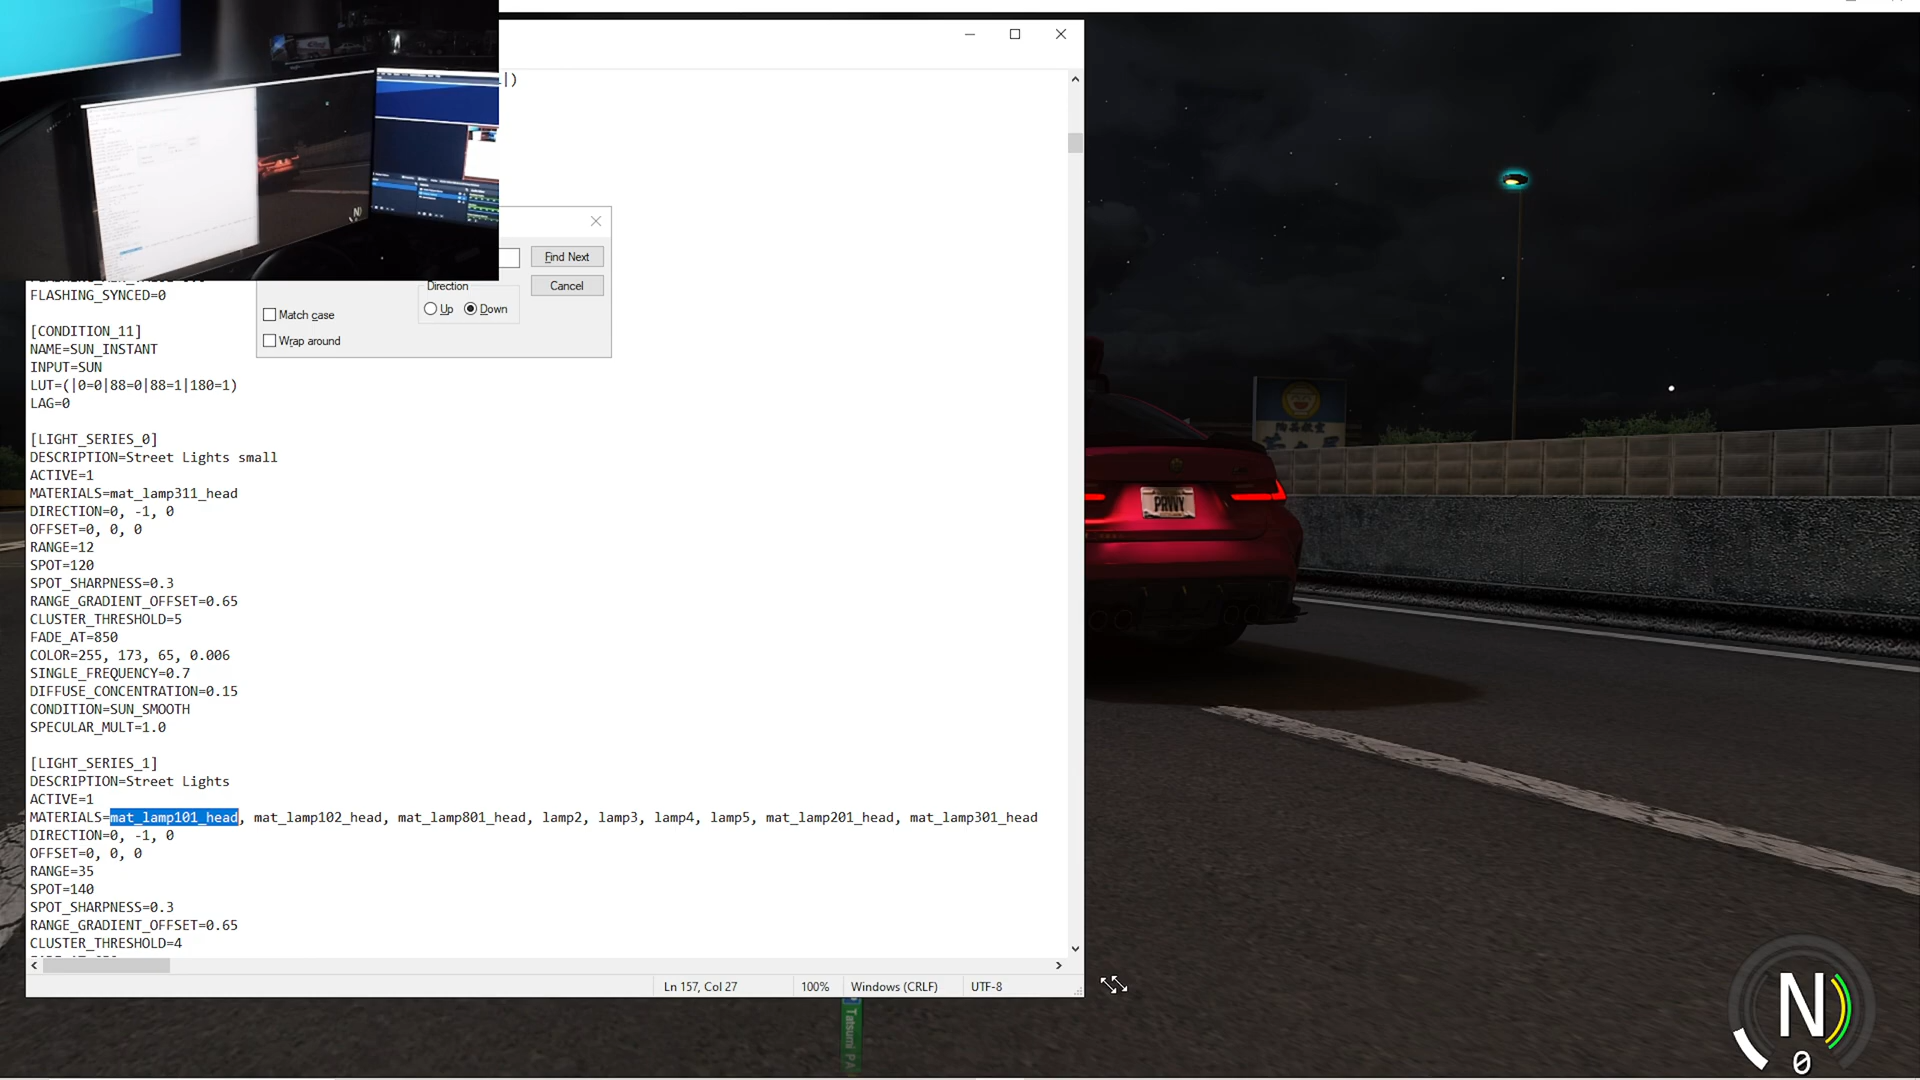 |)
Find Next
Cancel
Direction
Up
Down
Match case
Wrap around
FLASHING_SYNCED=0
[CONDITION_11]
NAME=SUN_INSTANT
INPUT=SUN
LUT=(|0=0|88=0|88=1|180=1)
LAG=0
[LIGHT_SERIES_0]
DESCRIPTION=Street Lights small
ACTIVE=1
MATERIALS=mat_lamp311_head
DIRECTION=0, -1, 0
OFFSET=0, 0, 0
RANGE=12
SPOT=120
SPOT_SHARPNESS=0.3
RANGE_GRADIENT_OFFSET=0.65
CLUSTER_THRESHOLD=5
FADE_AT=850
COLOR=255, 173, 65, 0.006
SINGLE_FREQUENCY=0.7
DIFFUSE_CONCENTRATION=0.15
CONDITION=SUN_SMOOTH
SPECULAR_MULT=1.0
[LIGHT_SERIES_1]
DESCRIPTION=Street Lights
ACTIVE=1
MATERIALS=mat_lamp101_head, mat_lamp102_head, mat_lamp801_head, lamp2, lamp3, lamp4, lamp5, mat_lamp201_head, mat_lamp301_head
DIRECTION=0, -1, 0
OFFSET=0, 0, 0
RANGE=35
SPOT=140
SPOT_SHARPNESS=0.3
RANGE_GRADIENT_OFFSET=0.65
CLUSTER_THRESHOLD=4
Ln 157, Col 27
100%
Windows (CRLF)
UTF-8
PRVVY
Tatsumi PA
N
0